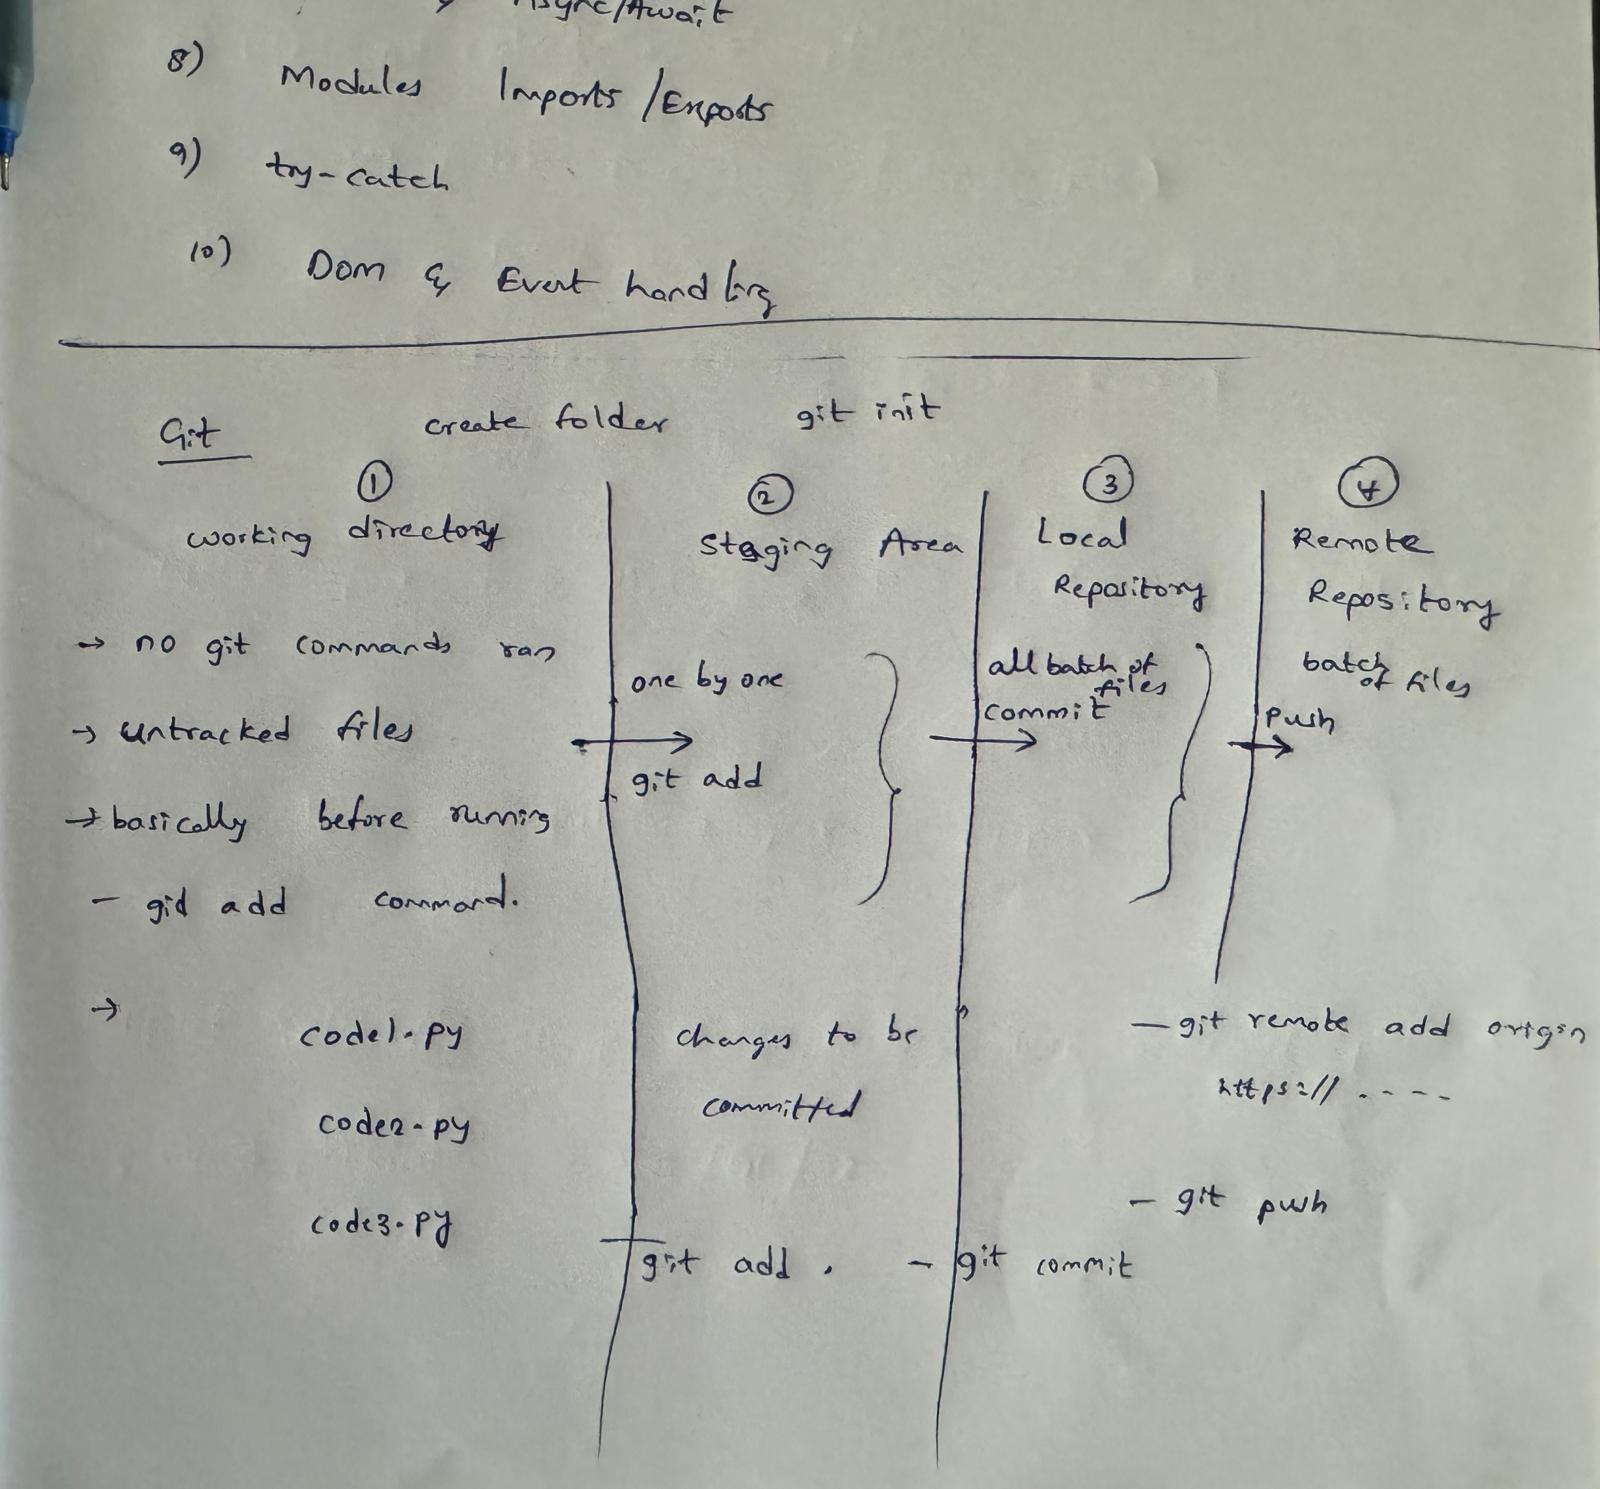 Async/Await
8) Modules Imports /Exports
9) try-catch
10) Dom & Event handling
Git create folder git init
① working directory
→ no git commands ran
→ untracked files
→ basically before running
- gid add command.
→
code1.py
code2.py
code3.py
② Staging Area
one by one
git add
changes to be
committed
git add .
③ Local
Repository
all batch of
files
commit
- git commit
④ Remote
Repository
batch
of files
push
- git remote add origin
https:// . - - -
- git push